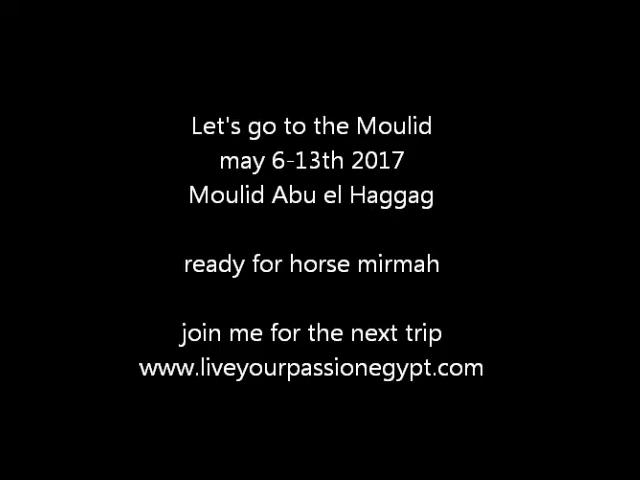 Let's go to the Moulid
may 6-13th 2017
Moulid Abu el Haggag
ready for horse mirmah
join me for the next trip
www.liveyourpassionegypt.com